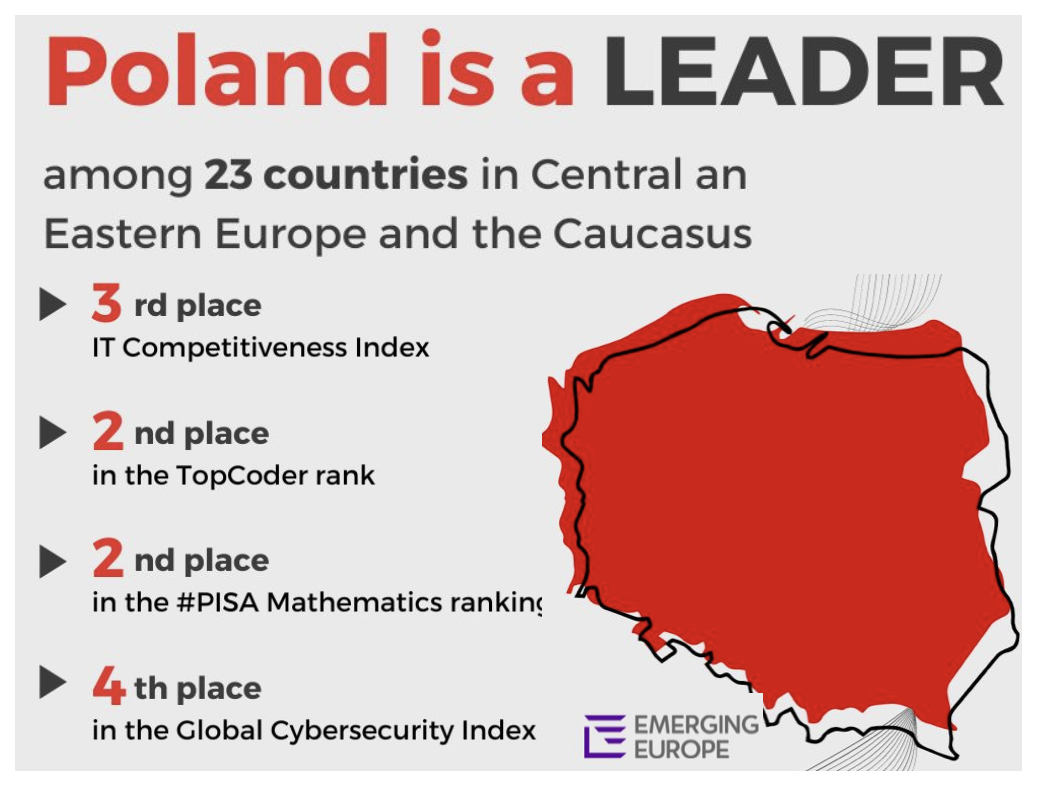 Poland is a LEADER
among 23 countries in Central an
Eastern Europe and the Caucasus
3 rd place
IT Competitiveness Index
2 nd place
in the TopCoder rank
2 nd place
in the #PISA Mathematics ranking
4 th place
in the Global Cybersecurity Index
EMERGING
EUROPE